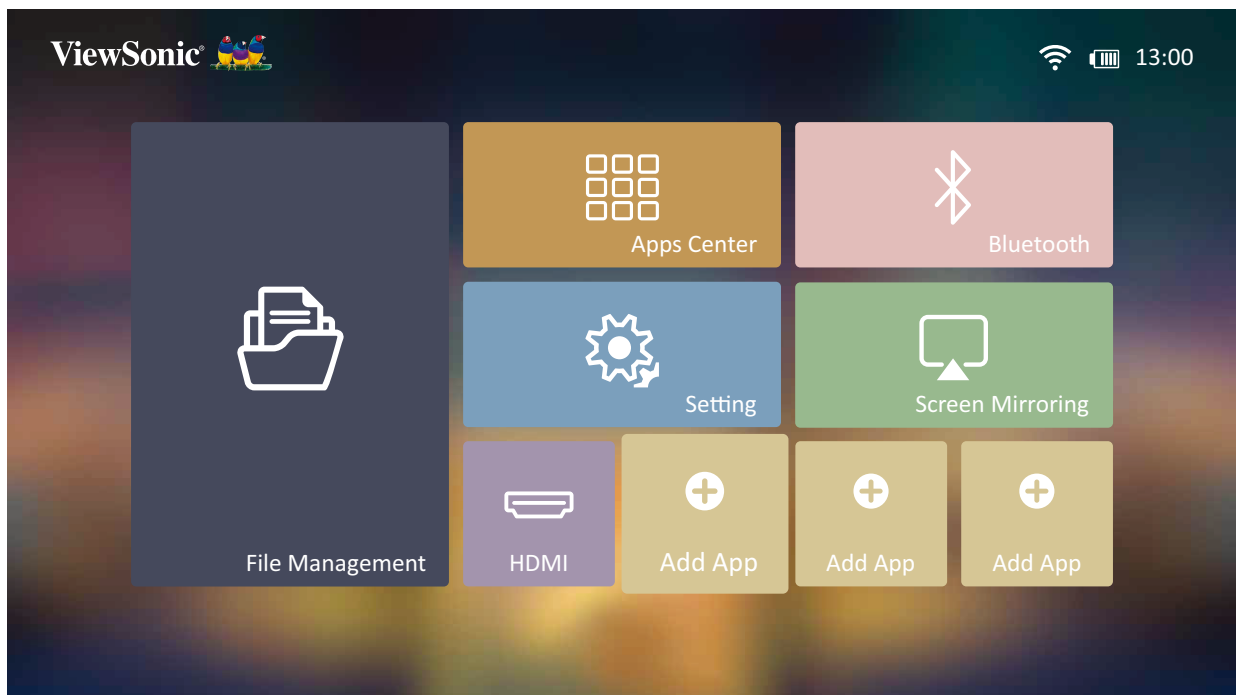 ViewSonic®
13:00
Apps Center
Bluetooth
Setting
Screen Mirroring
File Management
HDMI
Add App
Add App
Add App